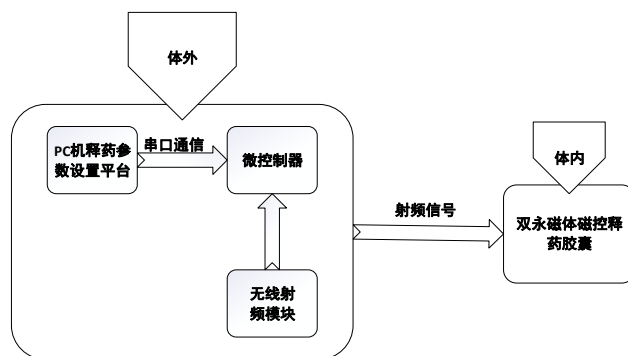 体外
PC机释药参
数设置平台
串口通信
微控制器
无线射
频模块
射频信号
体内
双永磁体磁控释
药胶囊